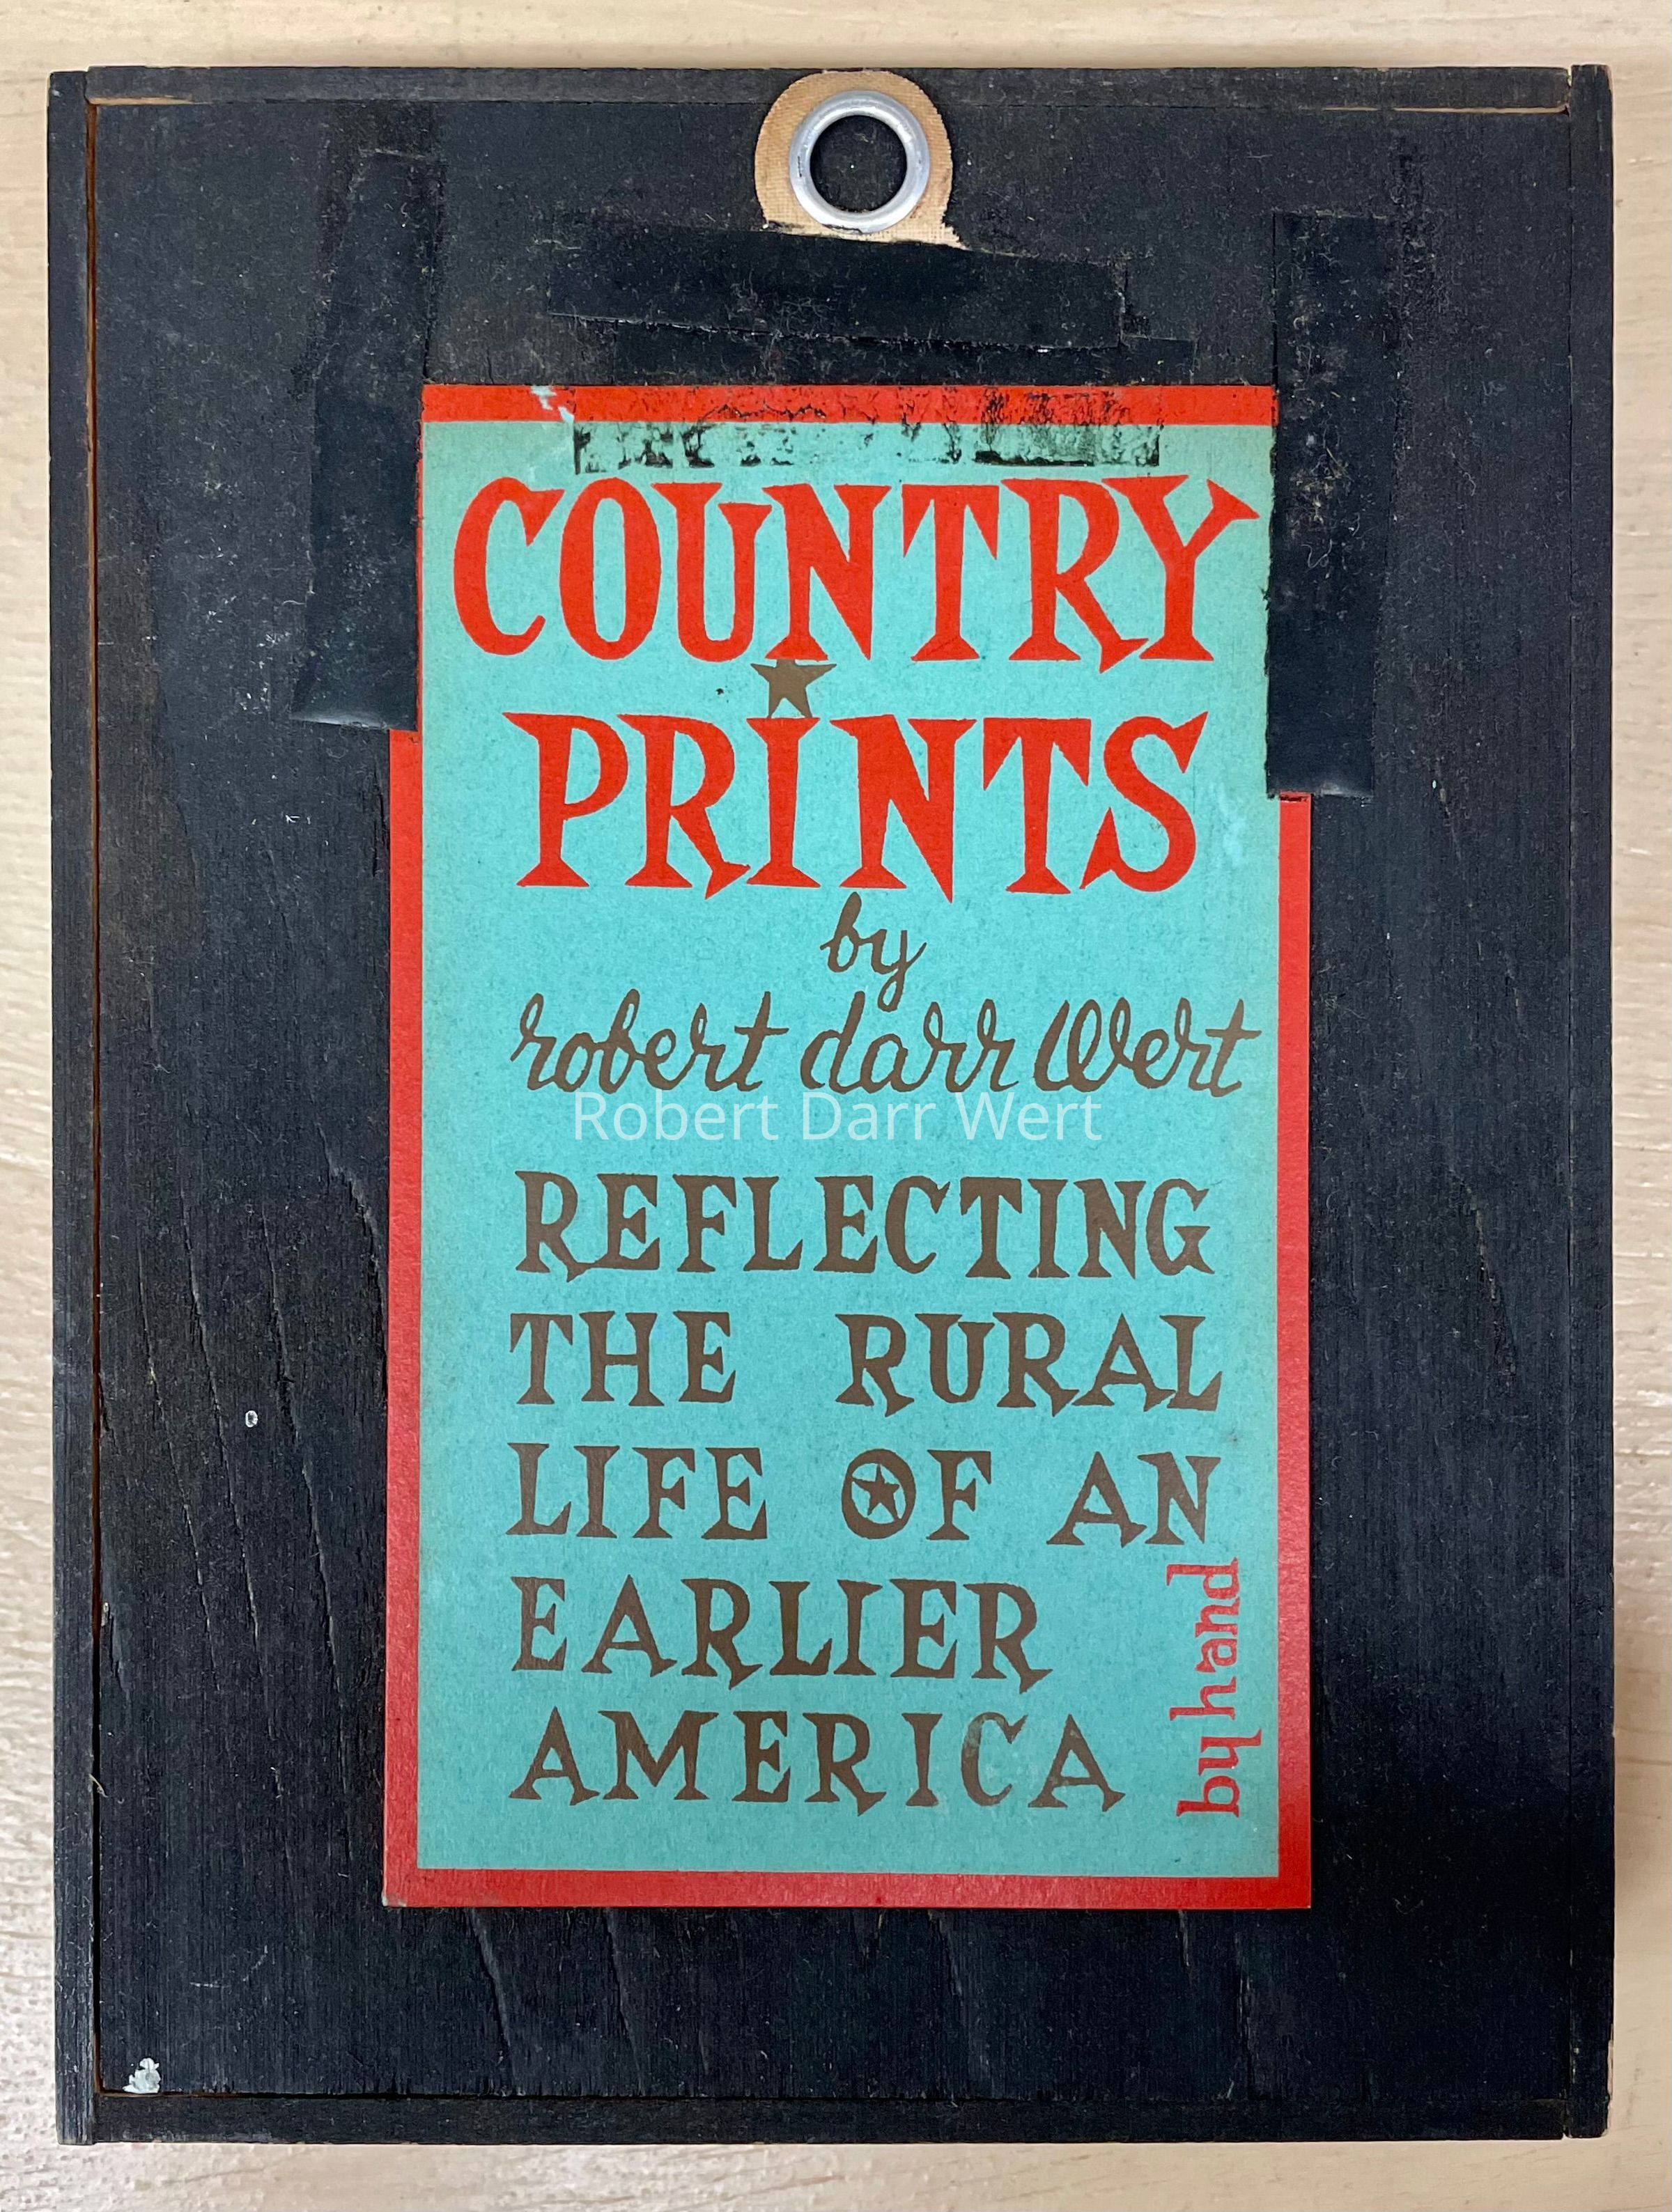 COUNTRY
PRiNTS
by
robert darr Wert
Robert Darr Wert
REFLECTING
THE RURAL
LIFE OF AN
EARLIER
AMERICA
by hand